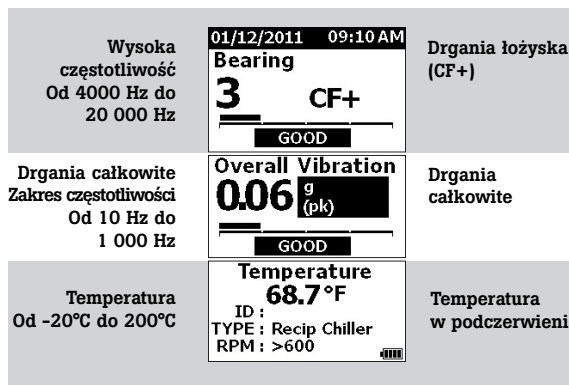 Wysoka
częstotliwość
Od 4000 Hz do
20 000 Hz
01/12/2011 09:10 AM
Bearing
3 CF+
GOOD
Drgania łożyska
(CF+)
Drgania całkowite
Zakres częstotliwości
Od 10 Hz do
1 000 Hz
Overall Vibration
0.06 g
(pk)
GOOD
Drgania
całkowite
Temperatura
Od -20°C do 200°C
Temperature
68.7°F
ID :
TYPE : Recip Chiller
RPM : >600
Temperatura
w podczerwieni